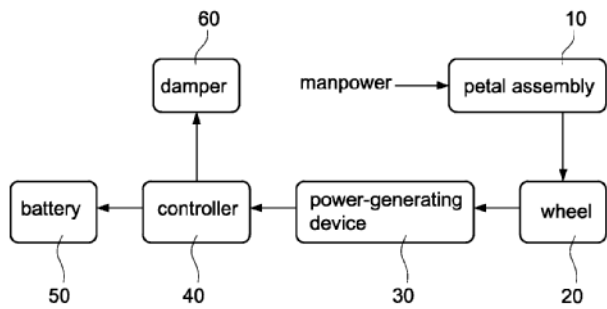 60
10
damper
manpower
petal assembly
battery
controller
power-generating
device
wheel
50
40
30
20